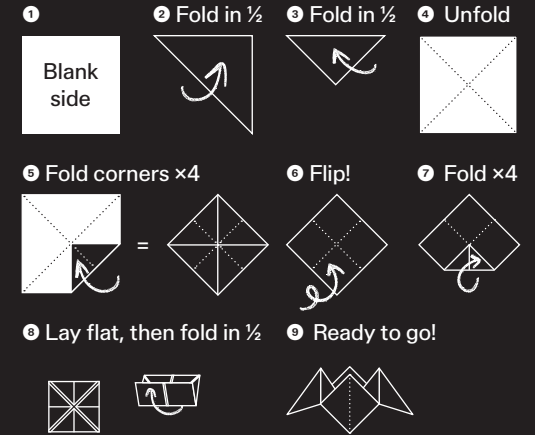 ❶
Blank
side
❷ Fold in ½
❸ Fold in ½
❹ Unfold
❺ Fold corners ×4
=
❻ Flip!
❼ Fold ×4
❽ Lay flat, then fold in ½
❾ Ready to go!